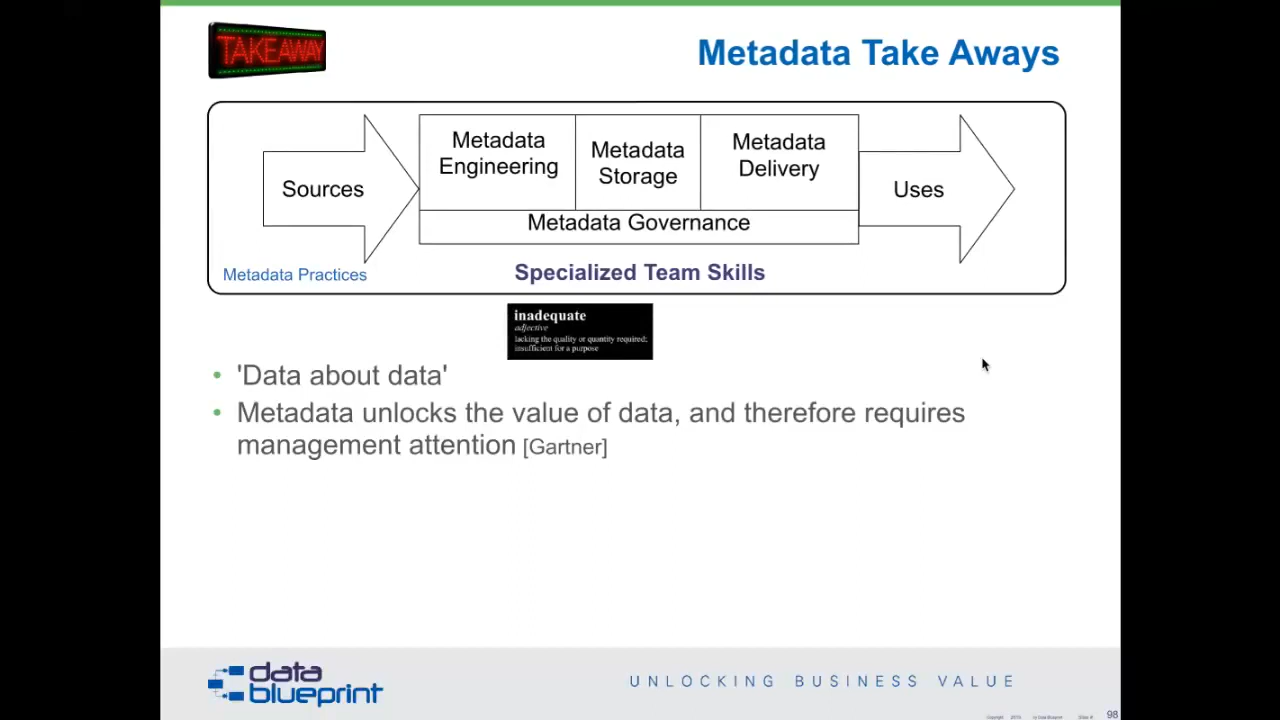 TAKEAWAY
Metadata Take Aways
Sources
Metadata
Engineering
Metadata
Storage
Metadata
Delivery
Uses
Metadata Governance
Metadata Practices
Specialized Team Skills
inadequate
adjective
lacking the quality or quantity required;
insufficient for a purpose
• 'Data about data'
• Metadata unlocks the value of data, and therefore requires
management attention [Gartner]
data
blueprint
UNLOCKING BUSINESS VALUE
98